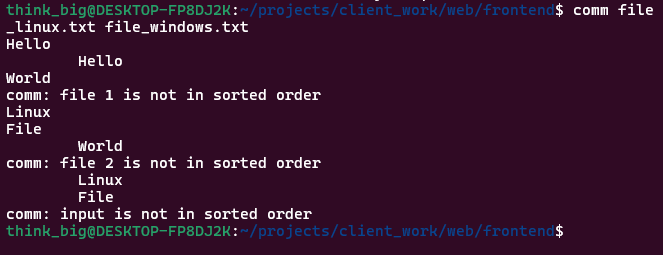 think_big@DESKTOP-FP8DJ2K:~/projects/client_work/web/frontend$ comm file
_linux.txt file_windows.txt
Hello
        Hello
World
comm: file 1 is not in sorted order
Linux
File
        World
comm: file 2 is not in sorted order
        Linux
        File
comm: input is not in sorted order
think_big@DESKTOP-FP8DJ2K:~/projects/client_work/web/frontend$